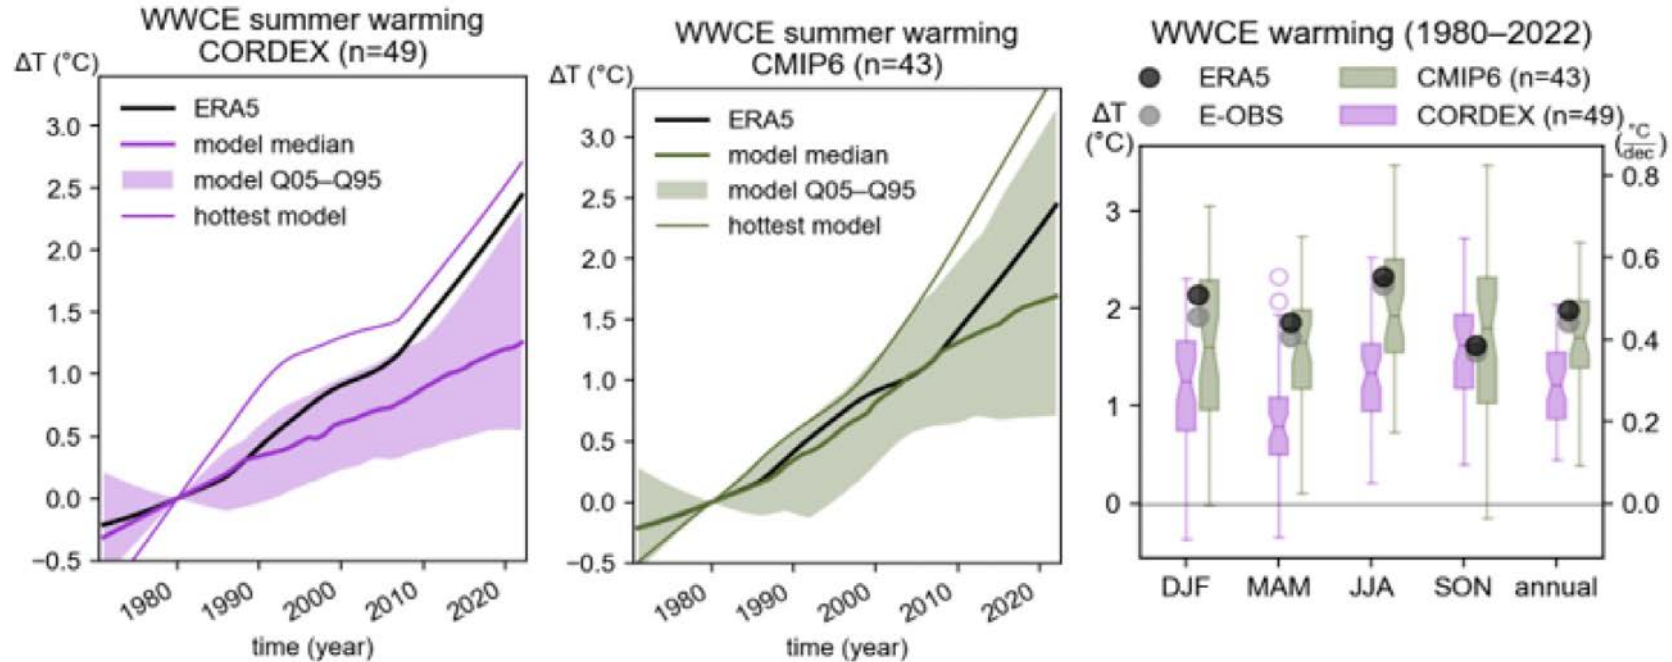 WWCE summer warming
CORDEX (n=49)
ΔT (°C)
ERA5
model median
model Q05–Q95
hottest model
3.0
2.5
2.0
1.5
1.0
0.5
0.0
−0.5
1980
1990
2000
2010
2020
time (year)
WWCE summer warming
CMIP6 (n=43)
ΔT (°C)
ERA5
model median
model Q05–Q95
hottest model
3.0
2.5
2.0
1.5
1.0
0.5
0.0
−0.5
1980
1990
2000
2010
2020
time (year)
WWCE warming (1980–2022)
ERA5
CMIP6 (n=43)
E-OBS
CORDEX (n=49)
ΔT
(°C)
(°C/dec)
3
2
1
0
0.8
0.6
0.4
0.2
0.0
DJF
MAM
JJA
SON
annual